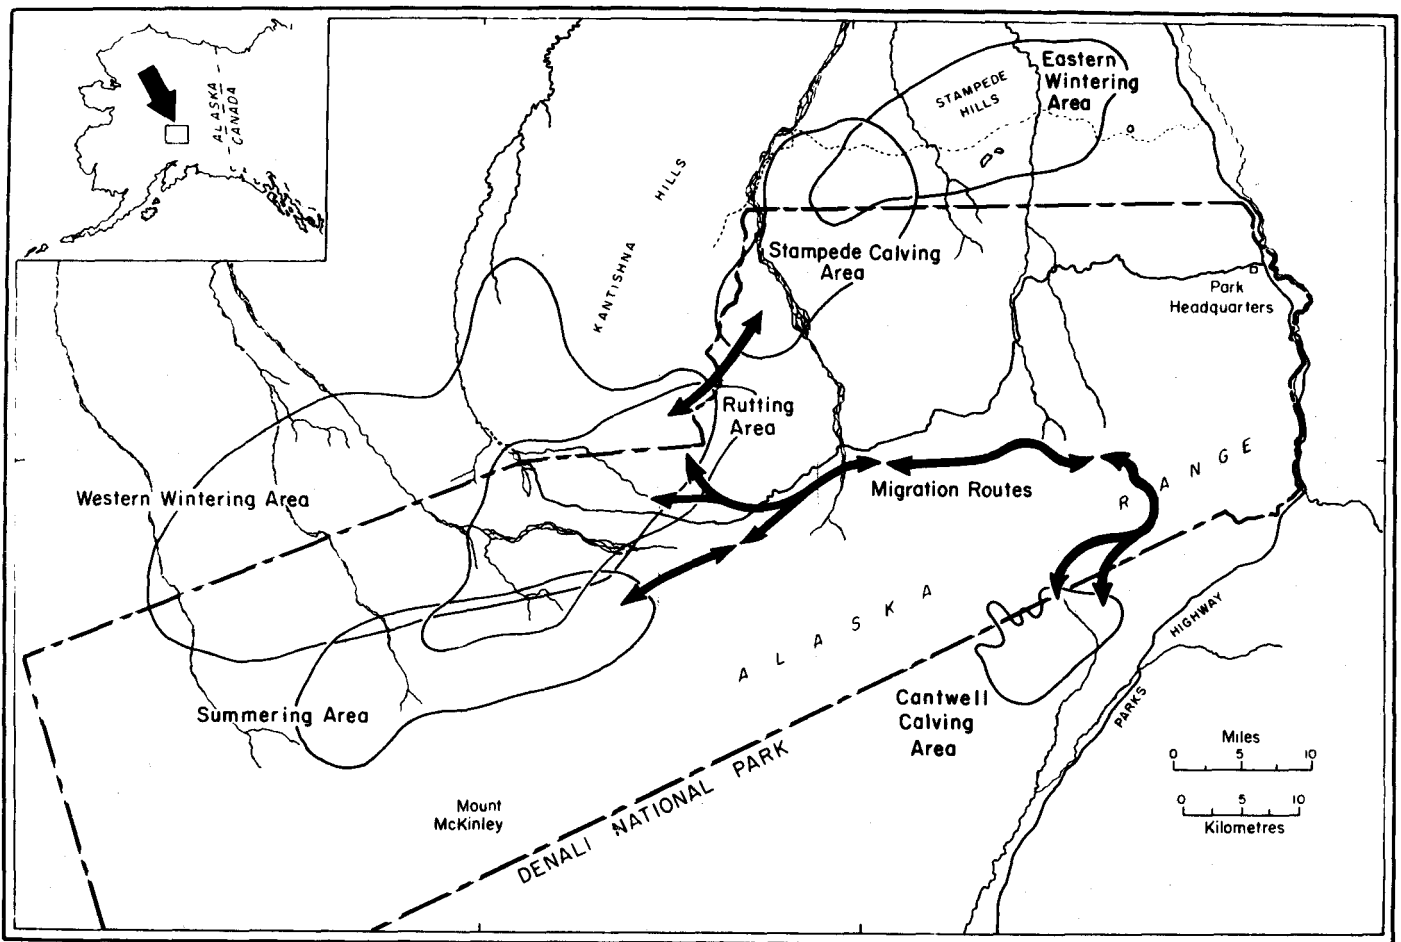 ALASKA
CANADA
Eastern
Wintering
Area
STAMPEDE
HILLS
KANTISHNA HILLS
Stampede Calving
Area
Park
Headquarters
Rutting
Area
Western Wintering Area
Migration Routes
ALASKA RANGE
Summering Area
Cantwell
Calving
Area
PARKS HIGHWAY
Mount
McKinley
DENALI NATIONAL PARK
Miles
0 5 10
0 5 10
Kilometres